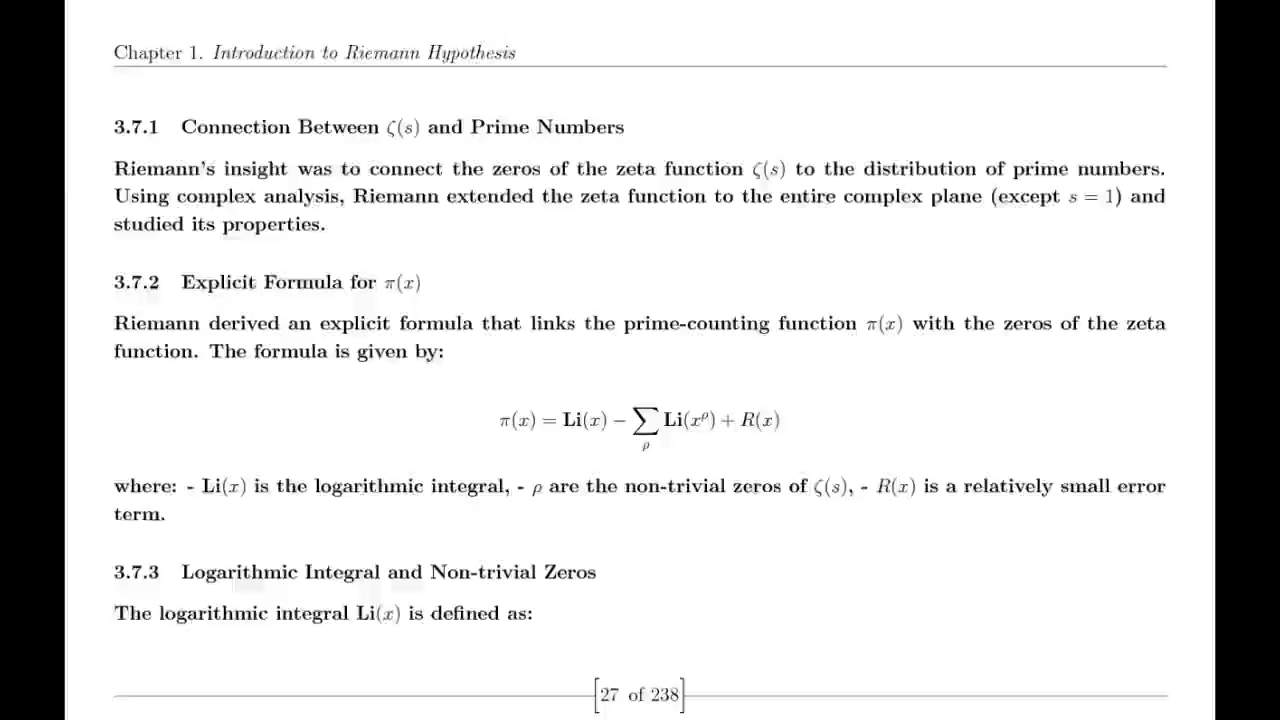 Chapter 1. Introduction to Riemann Hypothesis
3.7.1 Connection Between ζ(s) and Prime Numbers
Riemann's insight was to connect the zeros of the zeta function ζ(s) to the distribution of prime numbers.
Using complex analysis, Riemann extended the zeta function to the entire complex plane (except s = 1) and
studied its properties.
3.7.2 Explicit Formula for π(x)
Riemann derived an explicit formula that links the prime-counting function π(x) with the zeros of the zeta
function. The formula is given by:
π(x) = Li(x) − ∑ρ Li(x^ρ) + R(x)
where: - Li(x) is the logarithmic integral, - ρ are the non-trivial zeros of ζ(s), - R(x) is a relatively small error
term.
3.7.3 Logarithmic Integral and Non-trivial Zeros
The logarithmic integral Li(x) is defined as:
[27 of 238]